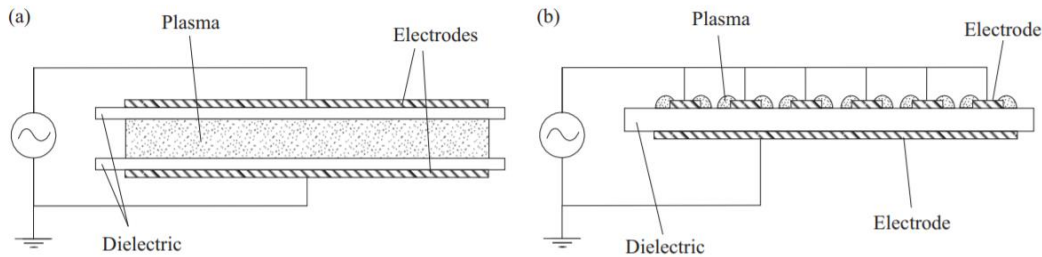 (a)
Plasma
Electrodes
Dielectric
(b)
Plasma
Electrode
Electrode
Dielectric